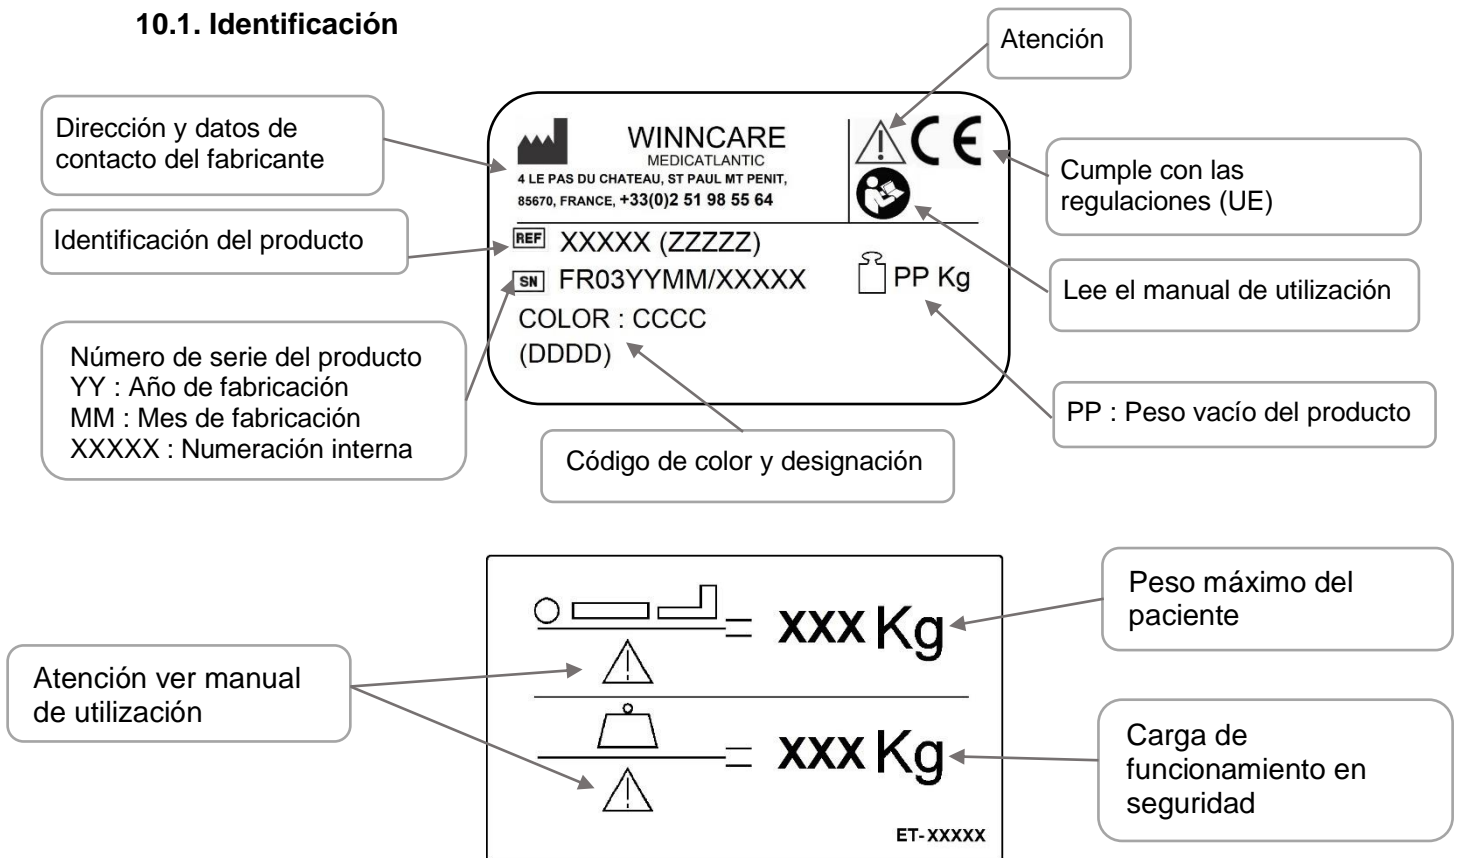 10.1. Identificación
Atención
Dirección y datos de
contacto del fabricante
WINNCARE
MEDICATLANTIC
4 LE PAS DU CHATEAU, ST PAUL MT PENIT,
85670, FRANCE, +33(0)2 51 98 55 64
CE
Cumple con las
regulaciones (UE)
Identificación del producto
REF XXXXX (ZZZZZ)
SN FR03YYMM/XXXXX
COLOR : CCCC
(DDDD)
PP Kg
Lee el manual de utilización
Número de serie del producto
YY : Año de fabricación
MM : Mes de fabricación
XXXXX : Numeración interna
PP : Peso vacío del producto
Código de color y designación
= XXX Kg
Peso máximo del
paciente
Atención ver manual
de utilización
= XXX Kg
Carga de
funcionamiento en
seguridad
ET-XXXXX